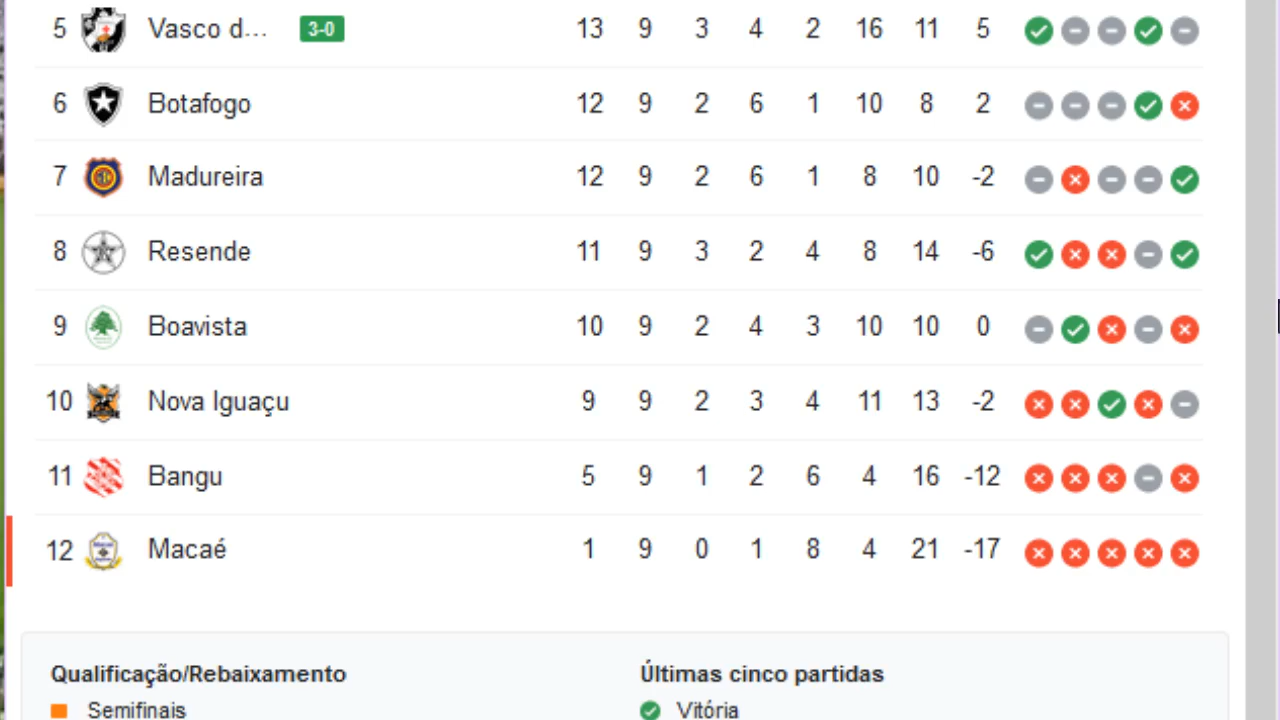 5 Vasco d... 3-0 13 9 3 4 2 16 11 5
6 Botafogo 12 9 2 6 1 10 8 2
7 Madureira 12 9 2 6 1 8 10 -2
8 Resende 11 9 3 2 4 8 14 -6
9 Boavista 10 9 2 4 3 10 10 0
10 Nova Iguaçu 9 9 2 3 4 11 13 -2
11 Bangu 5 9 1 2 6 4 16 -12
12 Macaé 1 9 0 1 8 4 21 -17
Qualificação/Rebaixamento Últimas cinco partidas
Semifinais Vitória